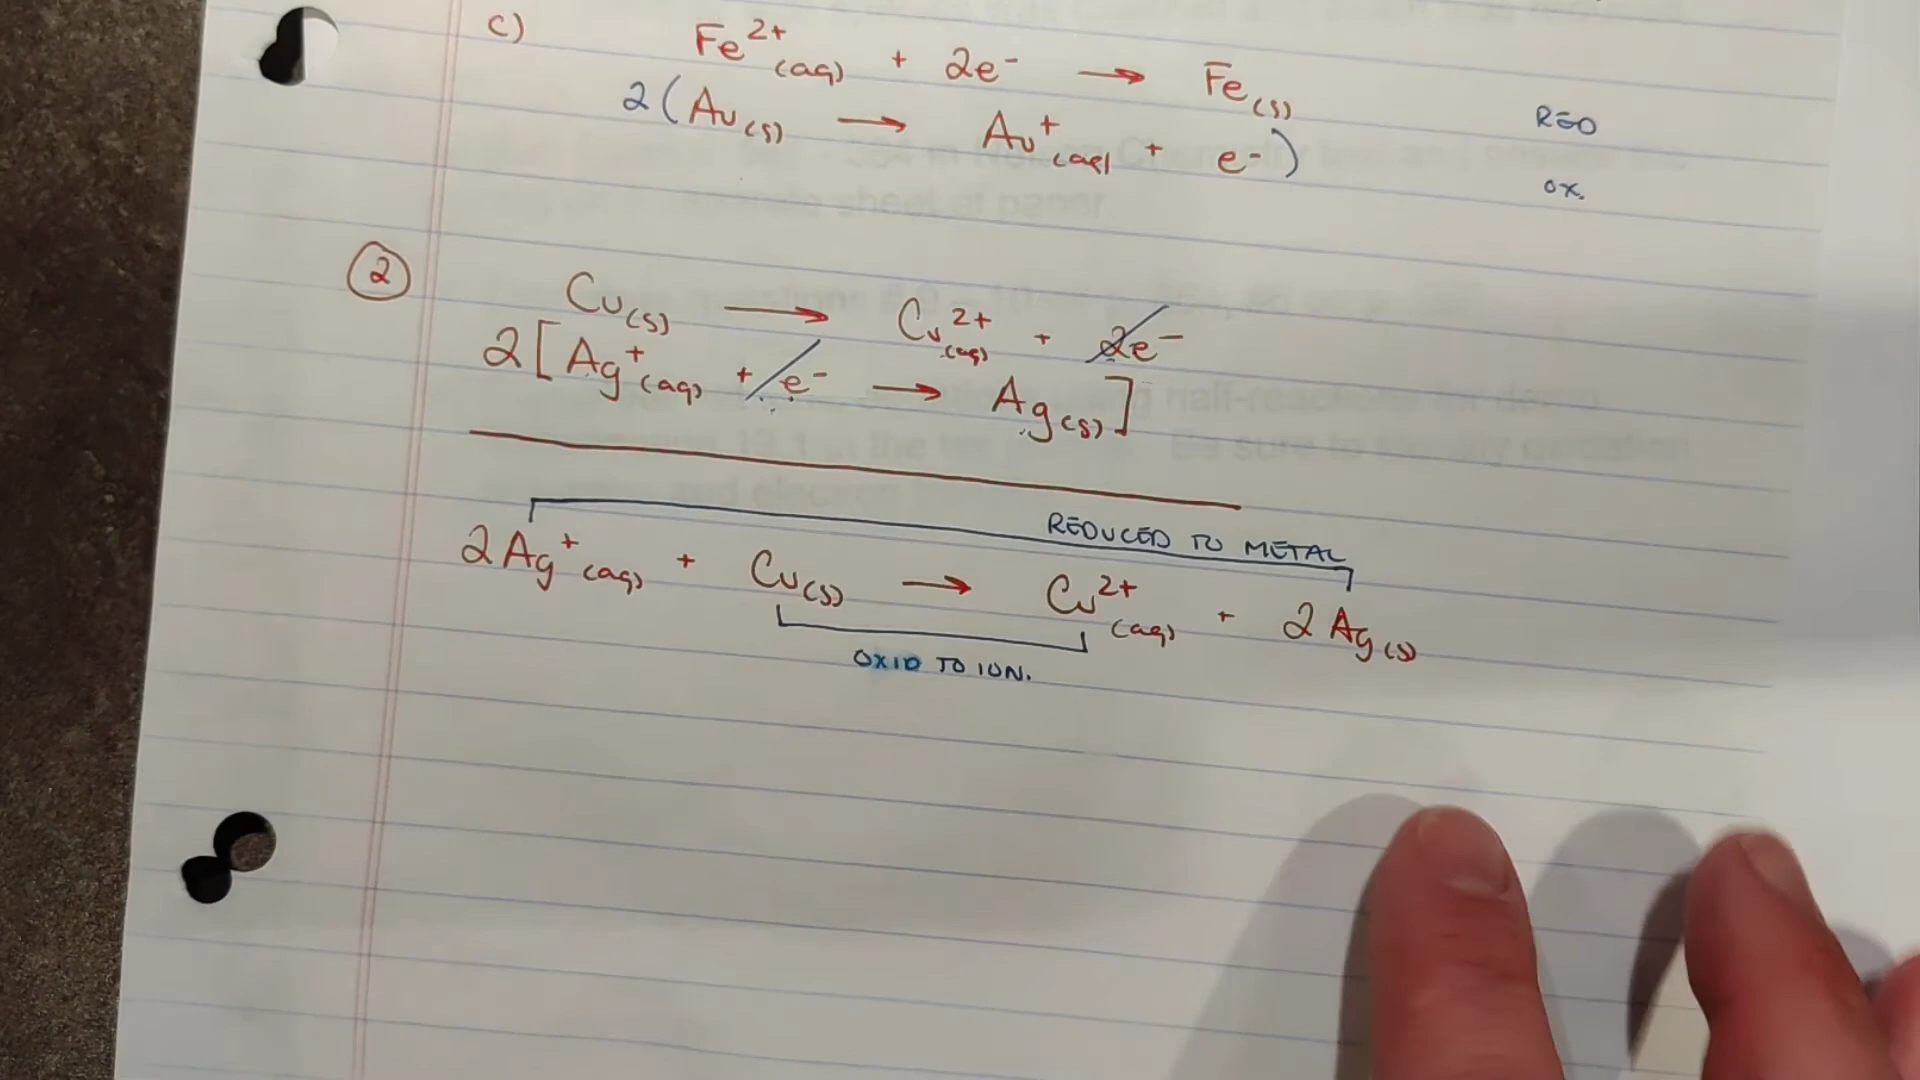 c) Fe²⁺(aq) + 2e⁻ → Fe(s) RED
2(Au(s) → Au⁺(aq) + e⁻) OX.
② Cu(s) → Cu²⁺(aq) + 2e⁻
2[Ag⁺(aq) + e⁻ → Ag(s)]
REDUCED TO METAL
2Ag⁺(aq) + Cu(s) → Cu²⁺(aq) + 2Ag(s)
OXID TO ION.